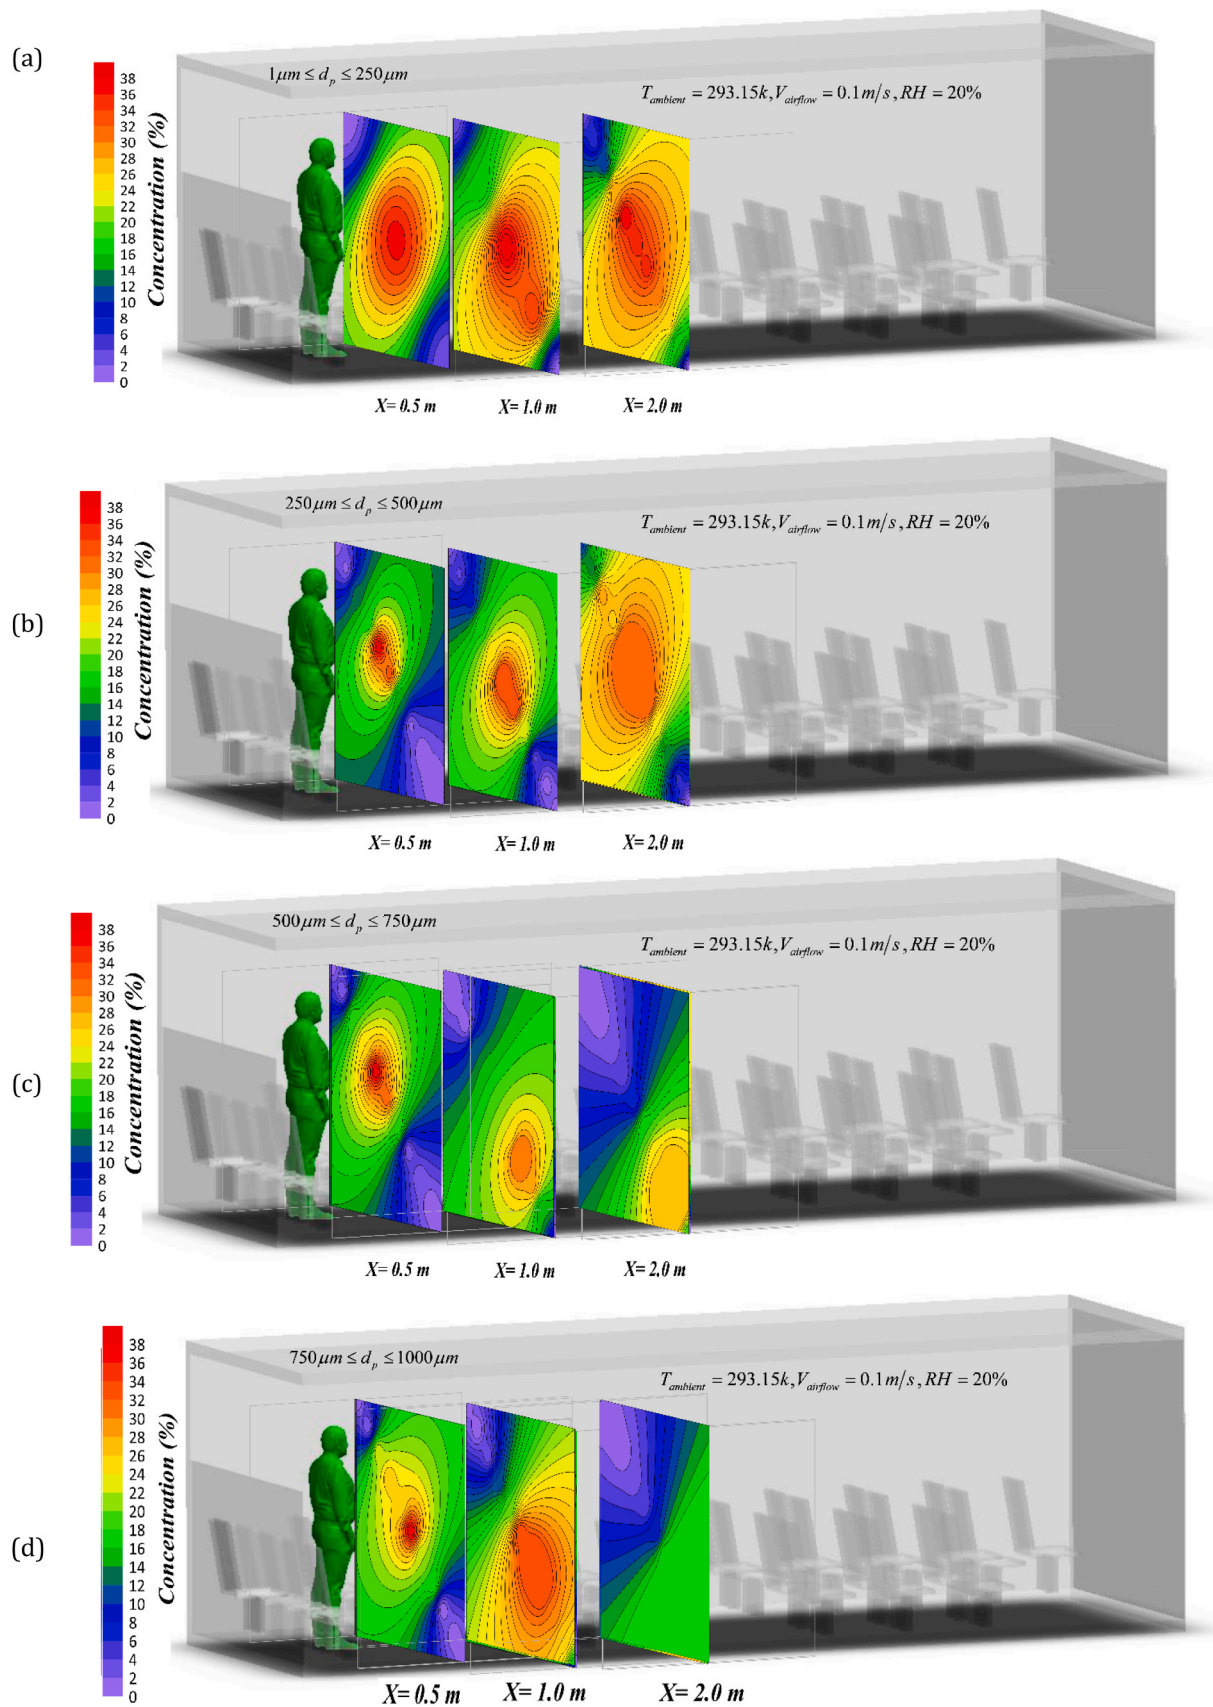 (a)
1μm ≤ d_p ≤ 250μm
T_ambient = 293.15k, V_airflow = 0.1m/s, RH = 20%
Concentration (%)
38
36
34
32
30
28
26
24
22
20
18
16
14
12
10
8
6
4
2
0
X= 0.5 m
X= 1.0 m
X= 2.0 m
(b)
250μm ≤ d_p ≤ 500μm
T_ambient = 293.15k, V_airflow = 0.1m/s, RH = 20%
Concentration (%)
38
36
34
32
30
28
26
24
22
20
18
16
14
12
10
8
6
4
2
0
X= 0.5 m
X= 1.0 m
X= 2.0 m
(c)
500μm ≤ d_p ≤ 750μm
T_ambient = 293.15k, V_airflow = 0.1m/s, RH = 20%
Concentration (%)
38
36
34
32
30
28
26
24
22
20
18
16
14
12
10
8
6
4
2
0
X= 0.5 m
X= 1.0 m
X= 2.0 m
(d)
750μm ≤ d_p ≤ 1000μm
T_ambient = 293.15k, V_airflow = 0.1m/s, RH = 20%
Concentration (%)
38
36
34
32
30
28
26
24
22
20
18
16
14
12
10
8
6
4
2
0
X= 0.5 m
X= 1.0 m
X= 2.0 m